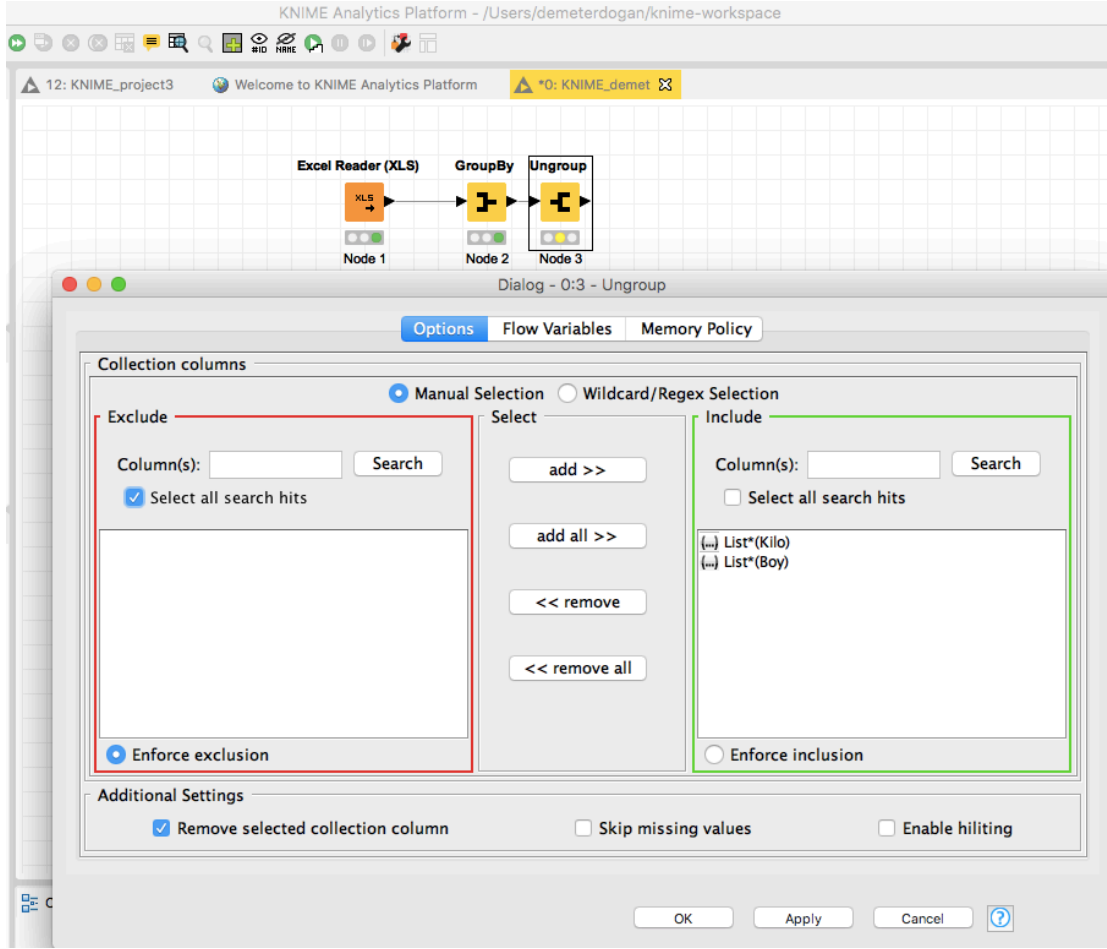 KNIME Analytics Platform - /Users/demeterdogan/knime-workspace
#ID NAME
12: KNIME_project3 Welcome to KNIME Analytics Platform *0: KNIME_demet
Excel Reader (XLS) GroupBy Ungroup
XLS
Node 1 Node 2 Node 3
Dialog - 0:3 - Ungroup
Options Flow Variables Memory Policy
Collection columns
Manual Selection Wildcard/Regex Selection
Exclude Select Include
Column(s): Search add >> Column(s): Search
Select all search hits Select all search hits
add all >> {...} List*(Kilo)
{...} List*(Boy)
<< remove
<< remove all
Enforce exclusion Enforce inclusion
Additional Settings
Remove selected collection column Skip missing values Enable hiliting
OK Apply Cancel ?